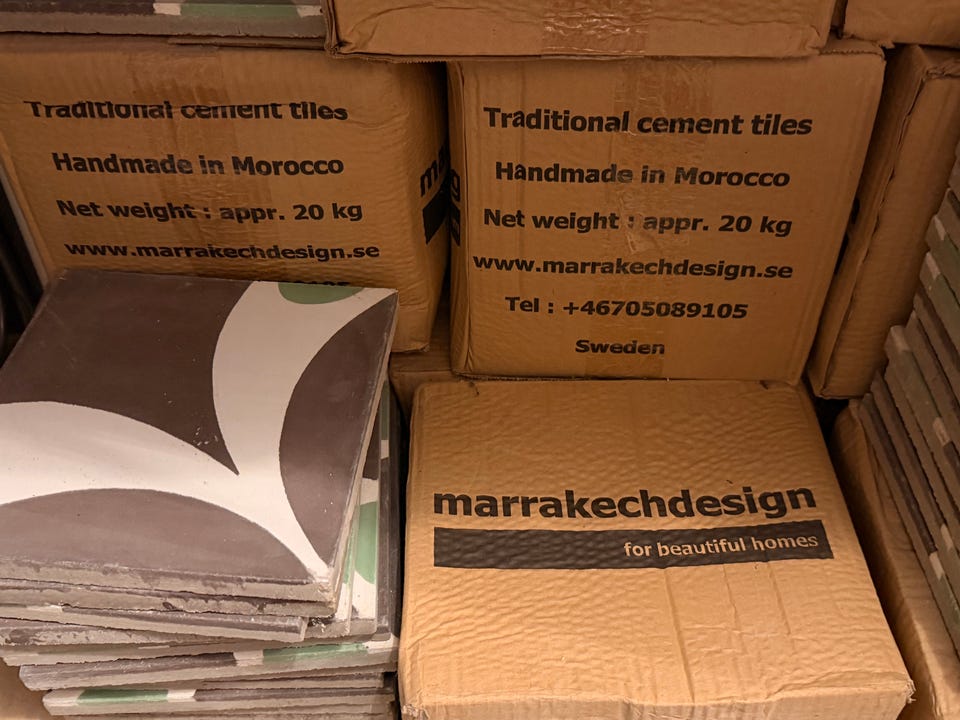 Traditional cement tiles
Handmade in Morocco
Net weight : appr. 20 kg
www.marrakechdesign.se
Traditional cement tiles
Handmade in Morocco
Net weight : appr. 20 kg
www.marrakechdesign.se
Tel : +46705089105
Sweden
marrakechdesign
for beautiful homes